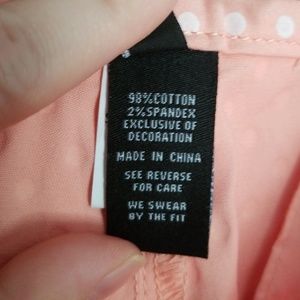 98% COTTON
2% SPANDEX
EXCLUSIVE OF
DECORATION
MADE IN CHINA
SEE REVERSE
FOR CARE
WE SWEAR
BY THE FIT